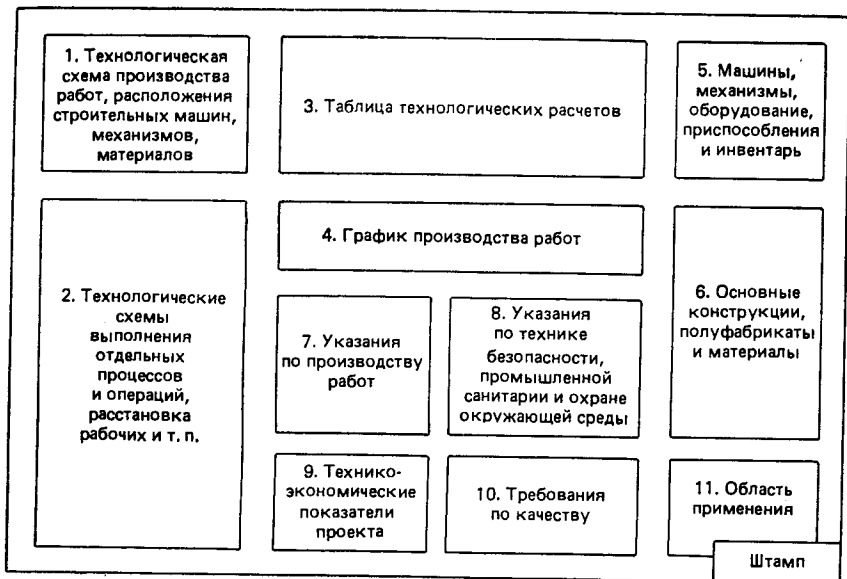 1. Технологическая
схема производства
работ, расположения
строительных машин,
механизмов,
материалов
2. Технологические
схемы
выполнения
отдельных
процессов
и операций,
расстановка
рабочих и т. п.
3. Таблица технологических расчетов
4. График производства работ
5. Машины,
механизмы,
оборудование,
приспособления
и инвентарь
6. Основные
конструкции,
полуфабрикаты
и материалы
7. Указания
по производству
работ
8. Указания
по технике
безопасности,
промышленной
санитарии и охране
окружающей среды
9. Технико-
экономические
показатели
проекта
10. Требования
по качеству
11. Область
применения
Штамп